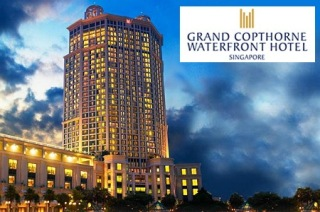 GRAND COPTHORNE
WATERFRONT HOTEL
SINGAPORE